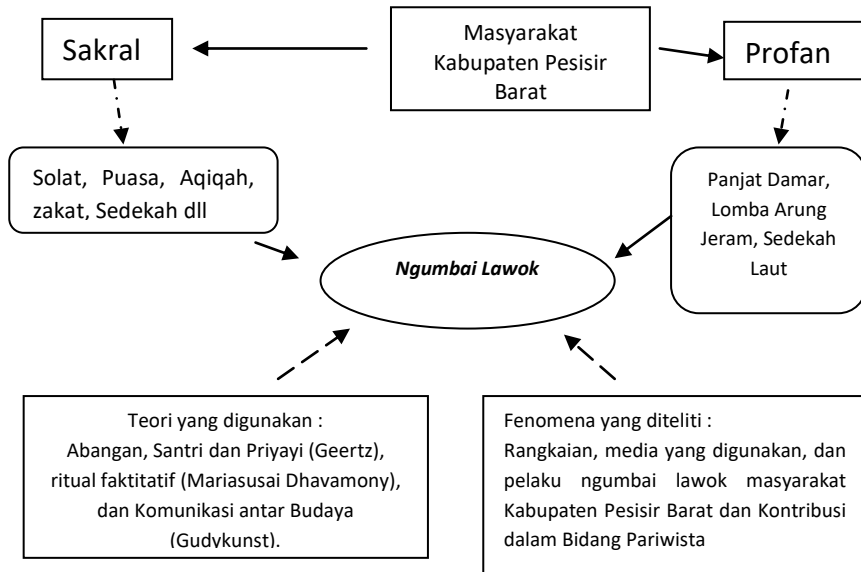 Sakral
Masyarakat
Kabupaten Pesisir
Barat
Profan
Solat, Puasa, Aqiqah,
zakat, Sedekah dll
Panjat Damar,
Lomba Arung
Jeram, Sedekah
Laut
Ngumbai Lawok
Teori yang digunakan :
Abangan, Santri dan Priyayi (Geertz),
ritual faktitatif (Mariasusai Dhavamony),
dan Komunikasi antar Budaya
(Gudykunst).
Fenomena yang diteliti :
Rangkaian, media yang digunakan, dan
pelaku ngumbai lawok masyarakat
Kabupaten Pesisir Barat dan Kontribusi
dalam Bidang Pariwista